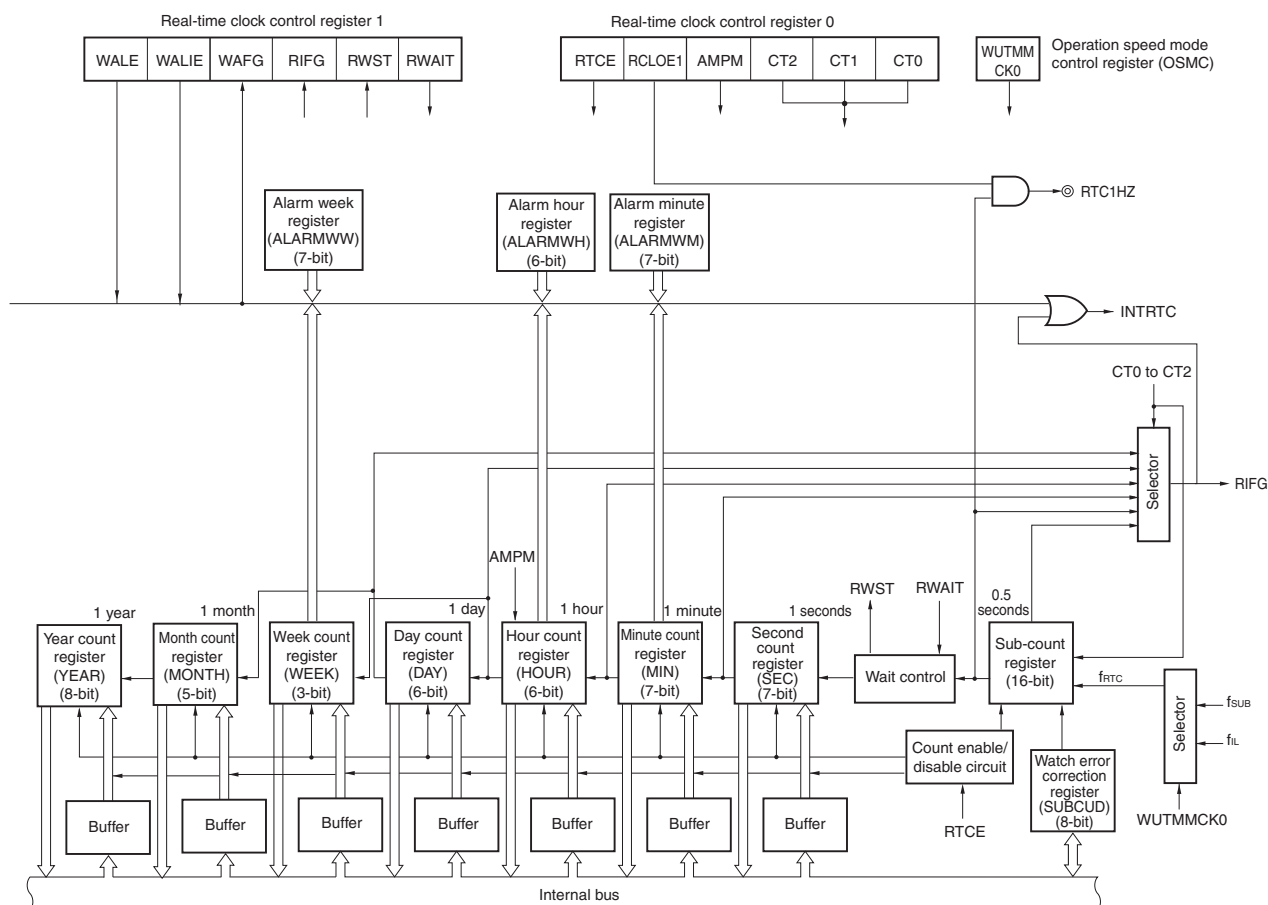 Real-time clock control register 1
WALE WALIE WAFG RIFG RWST RWAIT
Real-time clock control register 0
RTCE RCLOE1 AMPM CT2 CT1 CT0
WUTMM
CK0
Operation speed mode
control register (OSMC)
RTC1HZ
Alarm week
register
(ALARMWW)
(7-bit)
Alarm hour
register
(ALARMWH)
(6-bit)
Alarm minute
register
(ALARMWM)
(7-bit)
INTRTC
CT0 to CT2
Selector
RIFG
AMPM
RWST
RWAIT
0.5
seconds
1 year
1 month
1 day
1 hour
1 minute
1 seconds
Year count
register
(YEAR)
(8-bit)
Month count
register
(MONTH)
(5-bit)
Week count
register
(WEEK)
(3-bit)
Day count
register
(DAY)
(6-bit)
Hour count
register
(HOUR)
(6-bit)
Minute count
register
(MIN)
(7-bit)
Second
count
register
(SEC)
(7-bit)
Wait control
Sub-count
register
(16-bit)
fRTC
Selector
fSUB
fIL
WUTMMCK0
Count enable/
disable circuit
RTCE
Watch error
correction
register
(SUBCUD)
(8-bit)
Buffer
Buffer
Buffer
Buffer
Buffer
Buffer
Buffer
Internal bus